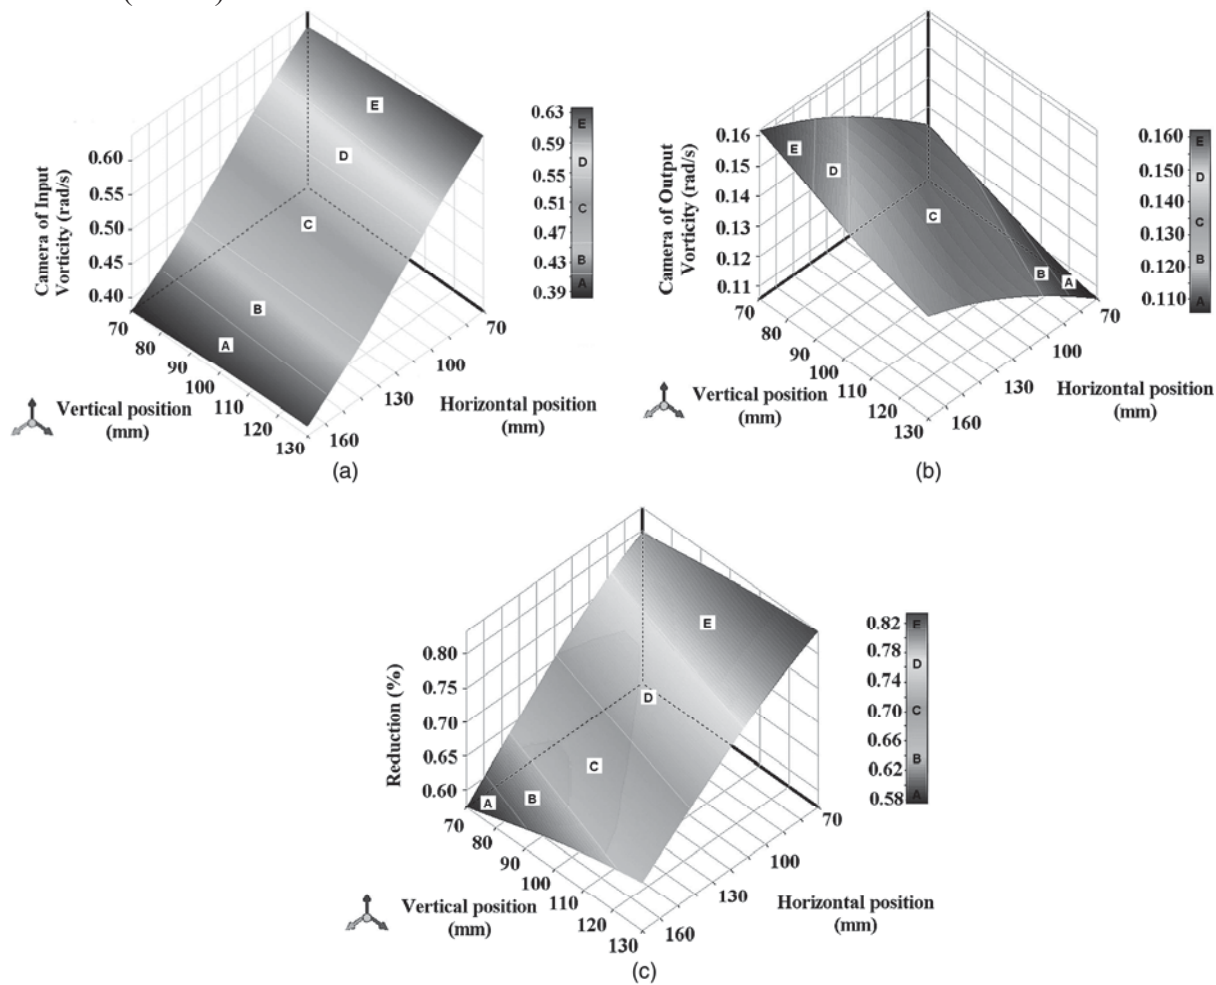 E
D
C
B
A
0.60
0.55
0.50
0.45
0.40
Camera of Input
Vorticity (rad/s)
70
80
90
100
110
120
130
Vertical position
(mm)
160
130
100
70
Horizontal position
(mm)
0.63
0.59
0.55
0.51
0.47
0.43
0.39
E
D
C
B
A
(a)
E
D
C
B
A
0.16
0.15
0.14
0.13
0.12
0.11
Camera of Output
Vorticity (rad/s)
70
80
90
100
110
120
130
Vertical position
(mm)
160
130
100
70
Horizontal position
(mm)
0.160
0.150
0.140
0.130
0.120
0.110
E
D
C
B
A
(b)
E
D
C
B
A
0.80
0.75
0.70
0.65
0.60
Reduction (%)
70
80
90
100
110
120
130
Vertical position
(mm)
160
130
100
70
Horizontal position
(mm)
0.82
0.78
0.74
0.70
0.66
0.62
0.58
E
D
C
B
A
(c)